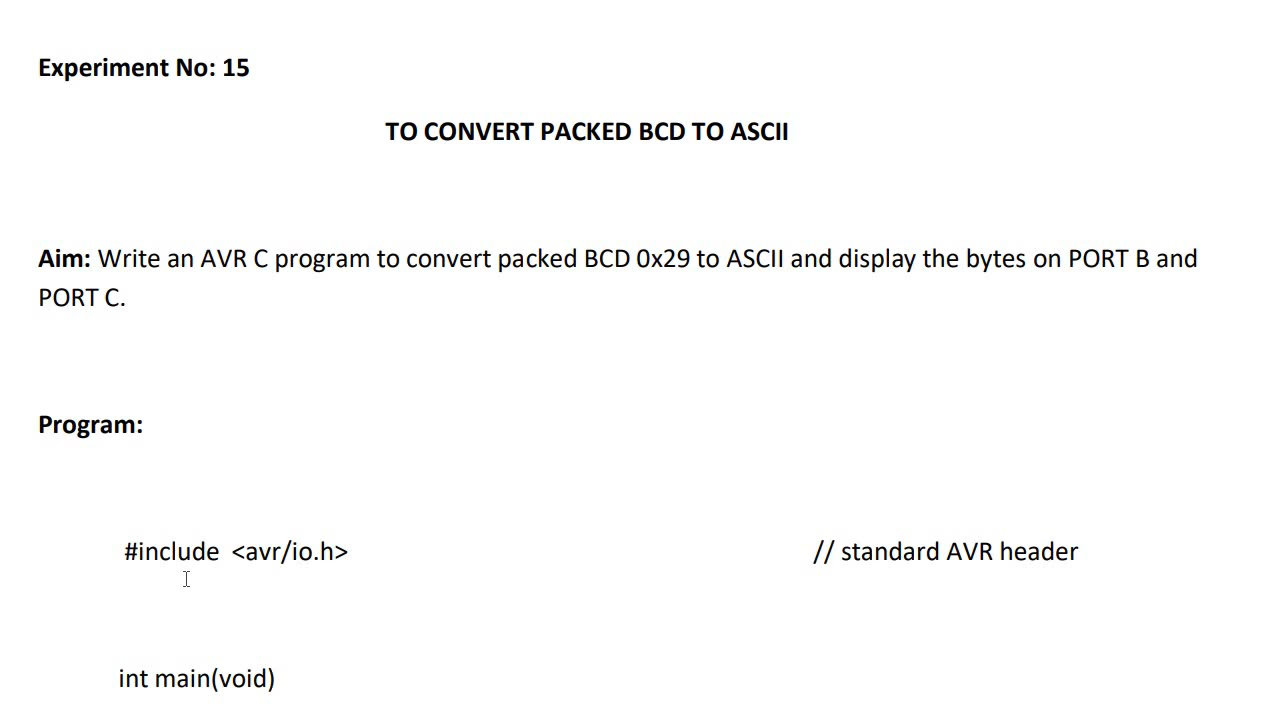 Experiment No: 15
TO CONVERT PACKED BCD TO ASCII
Aim: Write an AVR C program to convert packed BCD 0x29 to ASCII and display the bytes on PORT B and
PORT C.
Program:
#include <avr/io.h> // standard AVR header
int main(void)